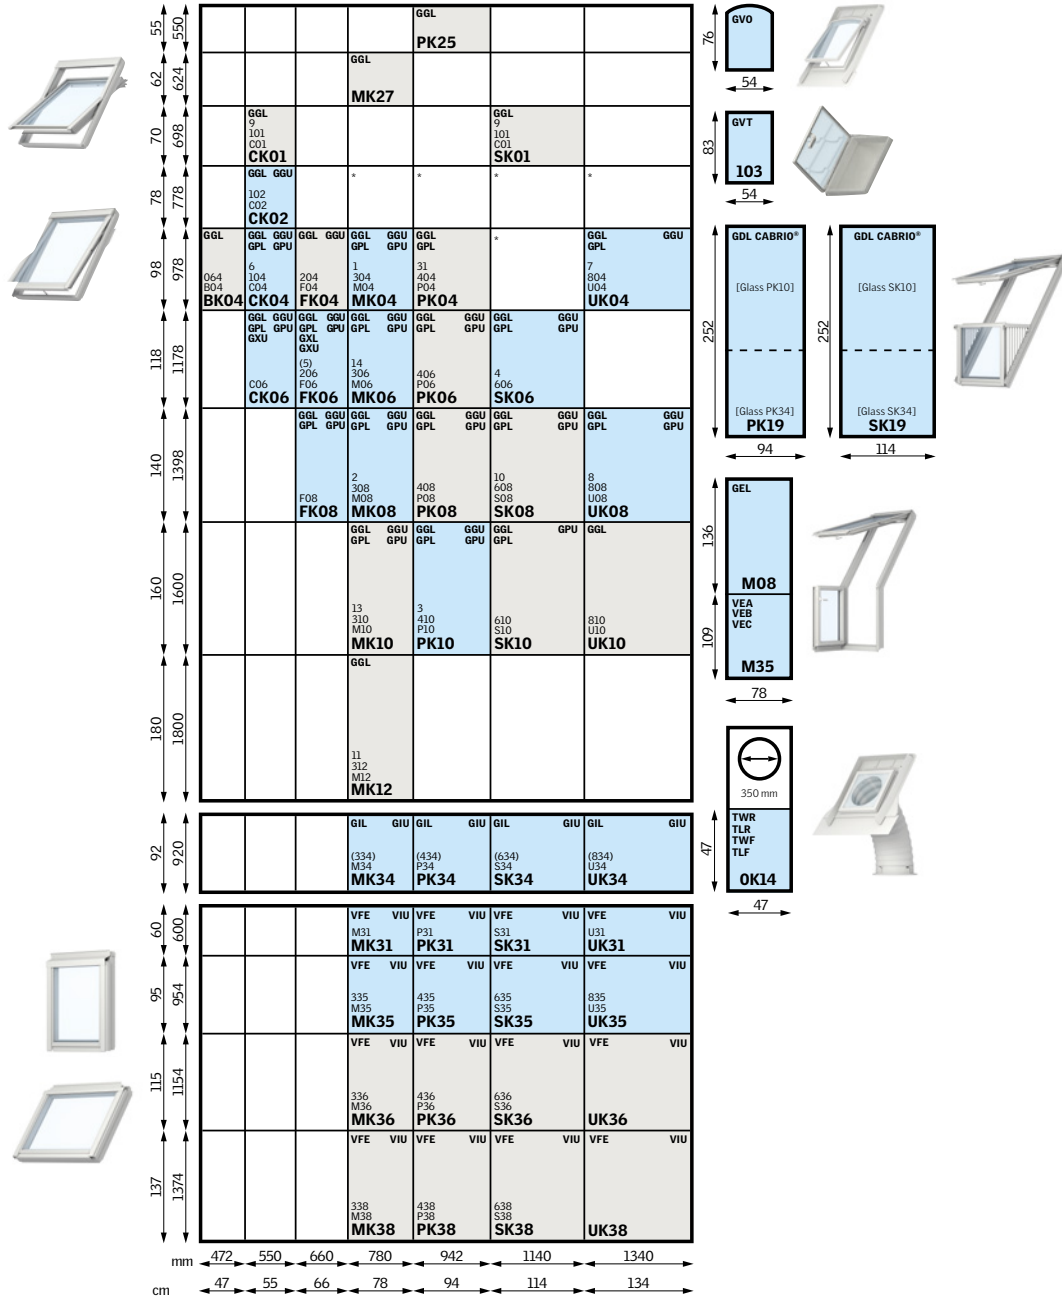 55 550
GGL
PK25
62 624
GGL
MK27
70 698
GGL
9
101
C01
CK01
GGL
9
101
C01
SK01
78 778
GGL GGU
102
C02
CK02
*
*
*
*
98 978
GGL
064
B04
BK04
GGL GGU
GPL GPU
6
104
C04
CK04
GGL GGU
204
F04
FK04
GGL GGU
GPL GPU
1
304
M04
MK04
GGL
GPL
31
404
P04
PK04
*
GGL GGU
GPL
7
804
U04
UK04
118 1178
GGL GGU
GPL GPU
GXU
C06
CK06
GGL GGU
GPL GPU
GXL
GXU
(5)
206
F06
FK06
GGL GGU
GPL GPU
14
306
M06
MK06
GGL GGU
GPL GPU
406
P06
PK06
GGL GGU
GPL GPU
4
606
SK06
140 1398
GGL GGU
GPL GPU
F08
FK08
GGL GGU
GPL GPU
2
308
M08
MK08
GGL GGU
GPL GPU
408
P08
PK08
GGL GGU
GPL GPU
10
608
S08
SK08
GGL GGU
GPL GPU
8
808
U08
UK08
160 1600
GGL GGU
GPL GPU
13
310
M10
MK10
GGL GGU
GPL GPU
3
410
P10
PK10
GGL GPU
GPL
610
S10
SK10
GGL
810
U10
UK10
180 1800
GGL
11
312
M12
MK12
92 920
GIL GIU
(334)
M34
MK34
GIL GIU
(434)
P34
PK34
GIL GIU
(634)
S34
SK34
GIL GIU
(834)
U34
UK34
60 600
VFE VIU
M31
MK31
VFE VIU
P31
PK31
VFE VIU
S31
SK31
VFE VIU
U31
UK31
95 954
VFE VIU
335
M35
MK35
VFE VIU
435
P35
PK35
VFE VIU
635
S35
SK35
VFE VIU
835
U35
UK35
115 1154
VFE VIU
336
M36
MK36
VFE VIU
436
P36
PK36
VFE VIU
636
S36
SK36
VFE VIU
UK36
137 1374
VFE VIU
338
M38
MK38
VFE VIU
438
P38
PK38
VFE VIU
638
S38
SK38
VFE VIU
UK38
mm 472 550 660 780 942 1140 1340
cm 47 55 66 78 94 114 134
76
GVO
54
83
GVT
103
54
252
GDL CABRIO®
[Glass PK10]
[Glass PK34]
PK19
94
252
GDL CABRIO®
[Glass SK10]
[Glass SK34]
SK19
114
136
GEL
M08
109
VEA
VEB
VEC
M35
78
350 mm
47
TWR
TLR
TWF
TLF
0K14
47